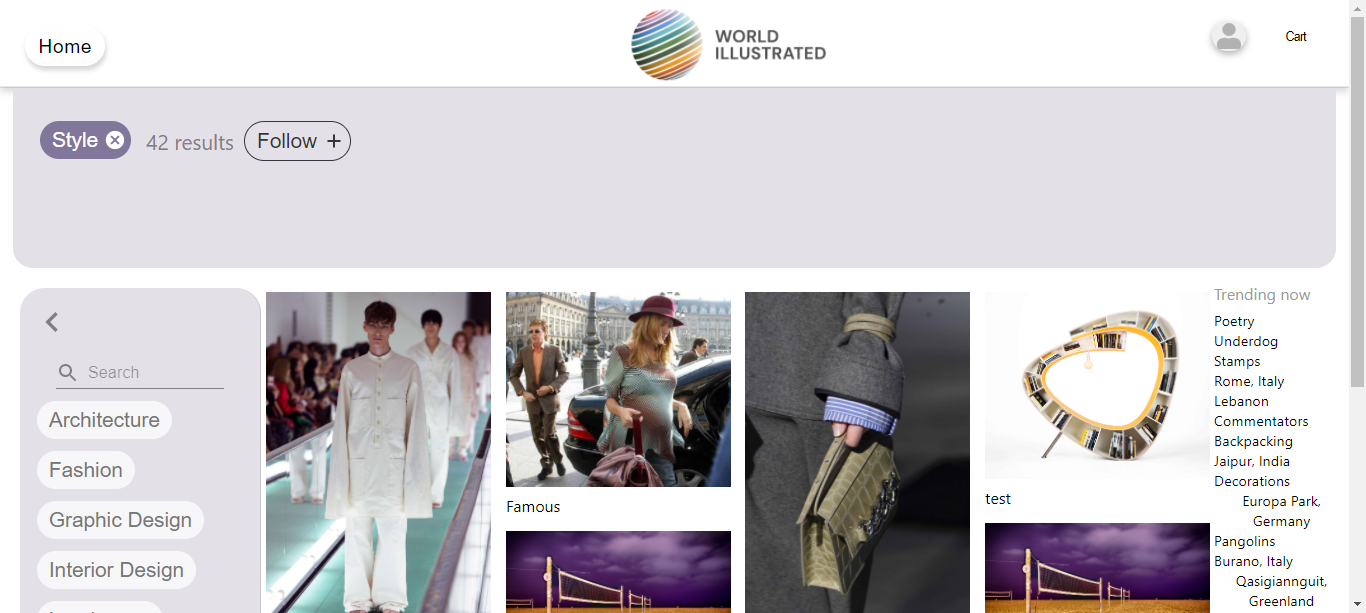 Home
WORLD
ILLUSTRATED
Cart
Style
42 results
Follow +
Search
Architecture
Fashion
Graphic Design
Interior Design
Famous
test
Trending now
Poetry
Underdog
Stamps
Rome, Italy
Lebanon
Commentators
Backpacking
Jaipur, India
Decorations
Europa Park,
Germany
Pangolins
Burano, Italy
Qasigiannguit,
Greenland